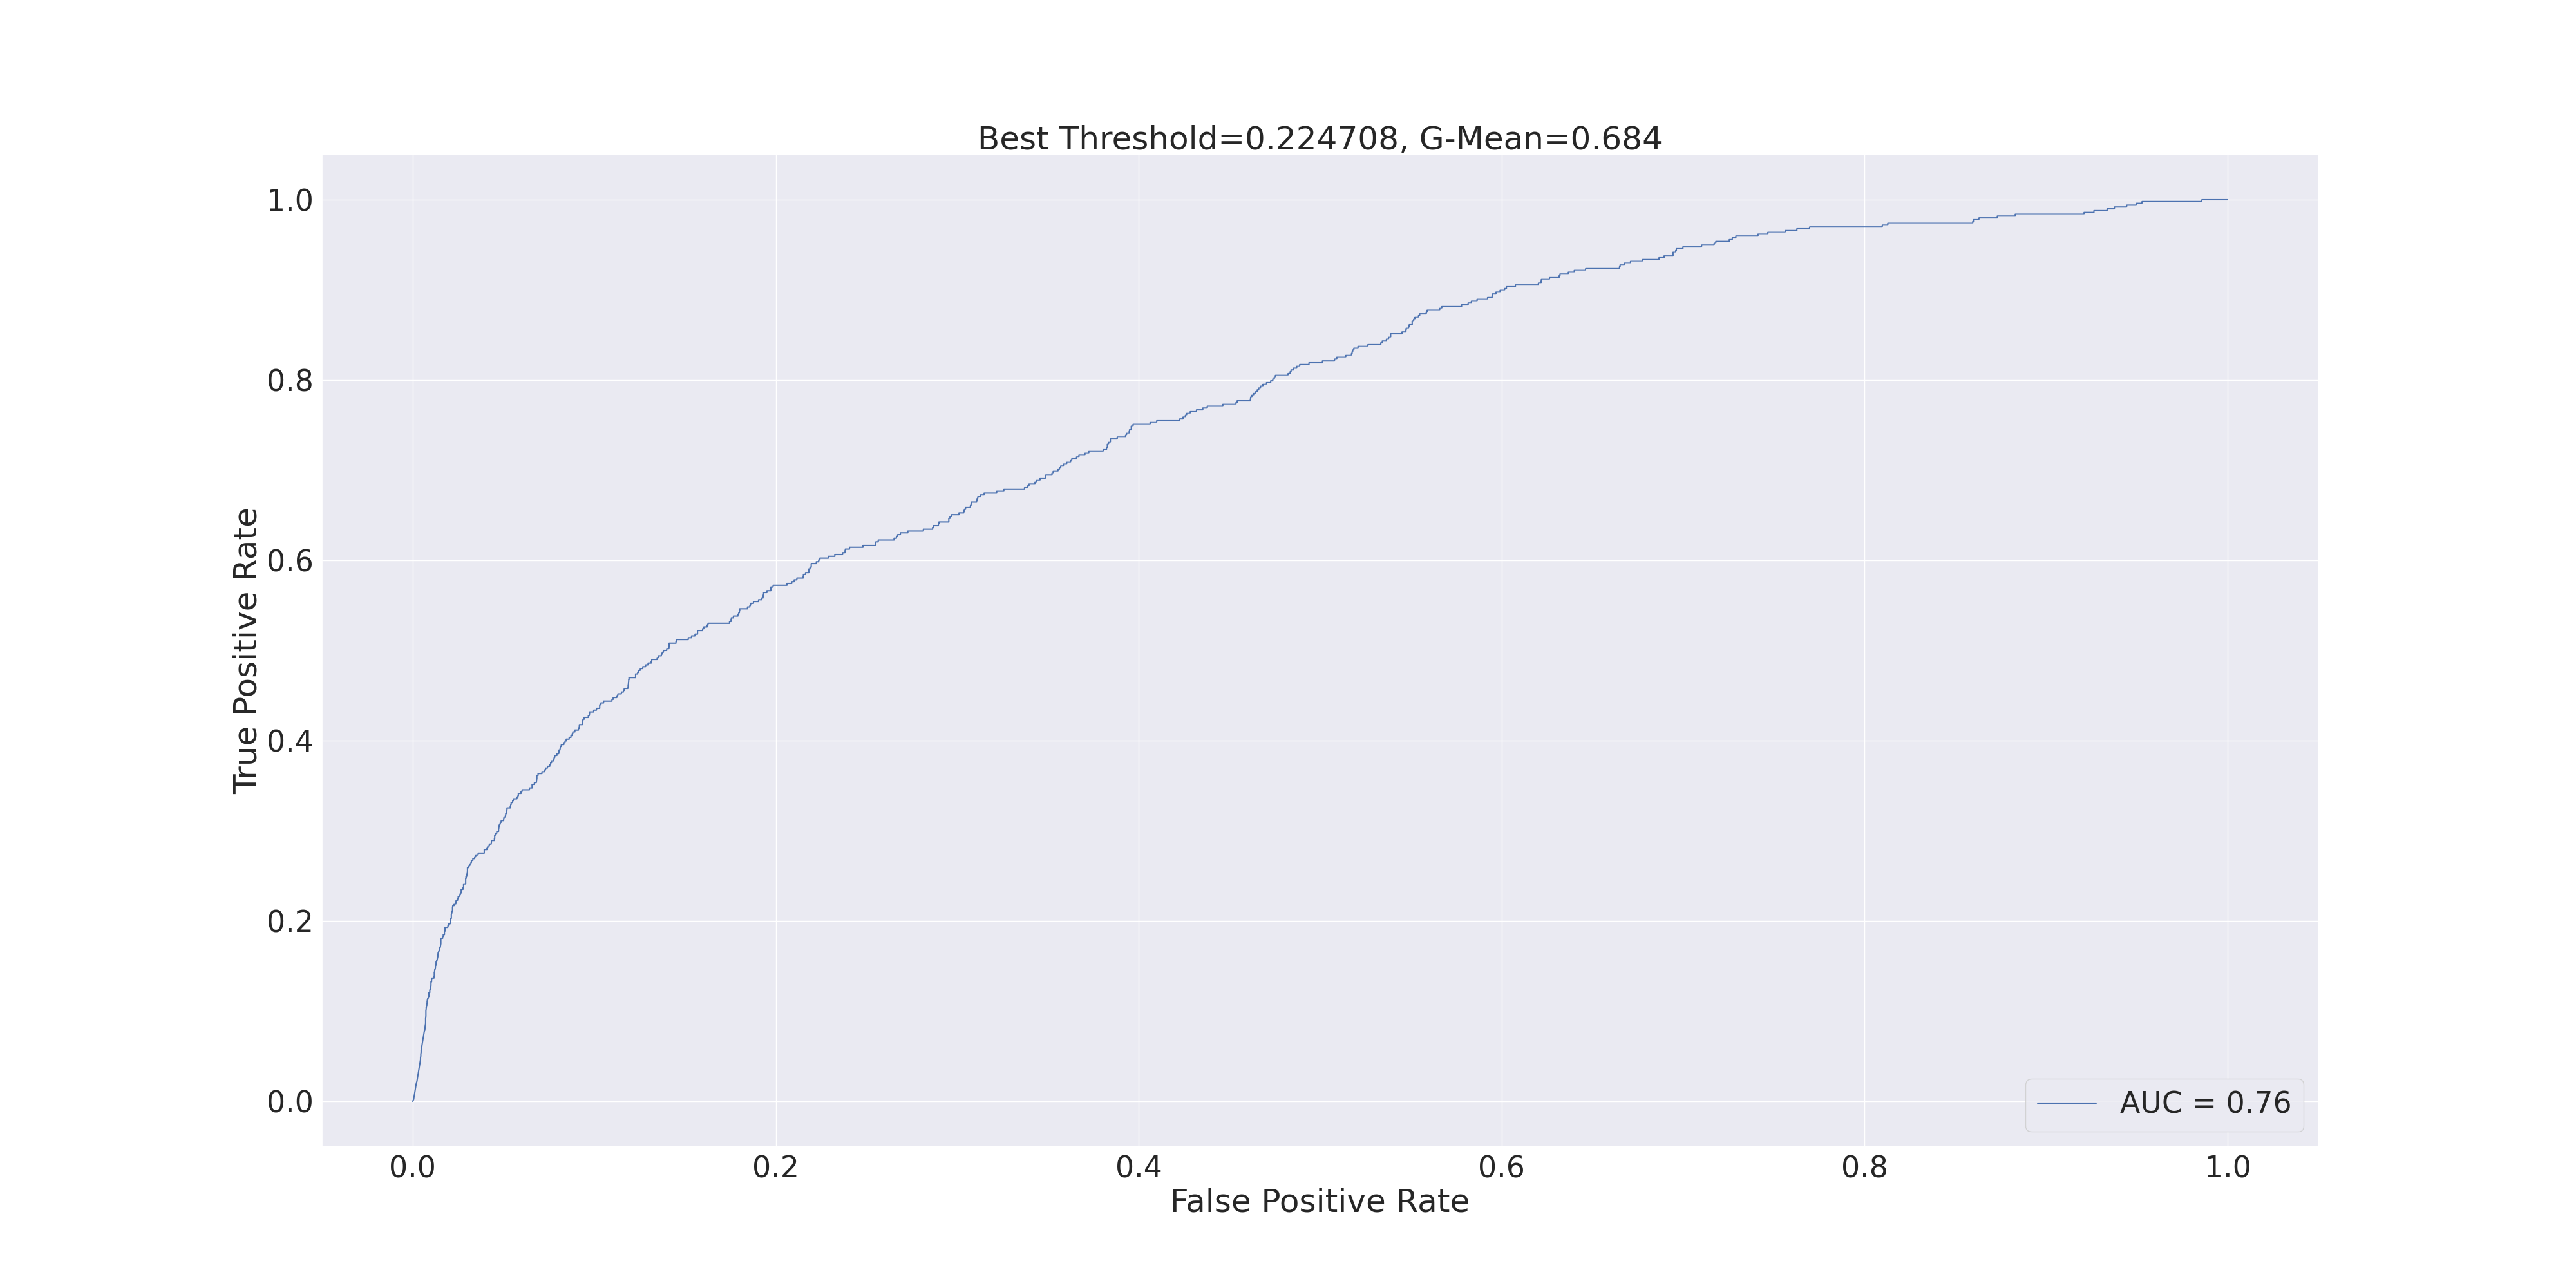 Best Threshold=0.224708, G-Mean=0.684
1.0
0.8
0.6
0.4
0.2
0.0
True Positive Rate
0.0 0.2 0.4 0.6 0.8 1.0
False Positive Rate
AUC = 0.76